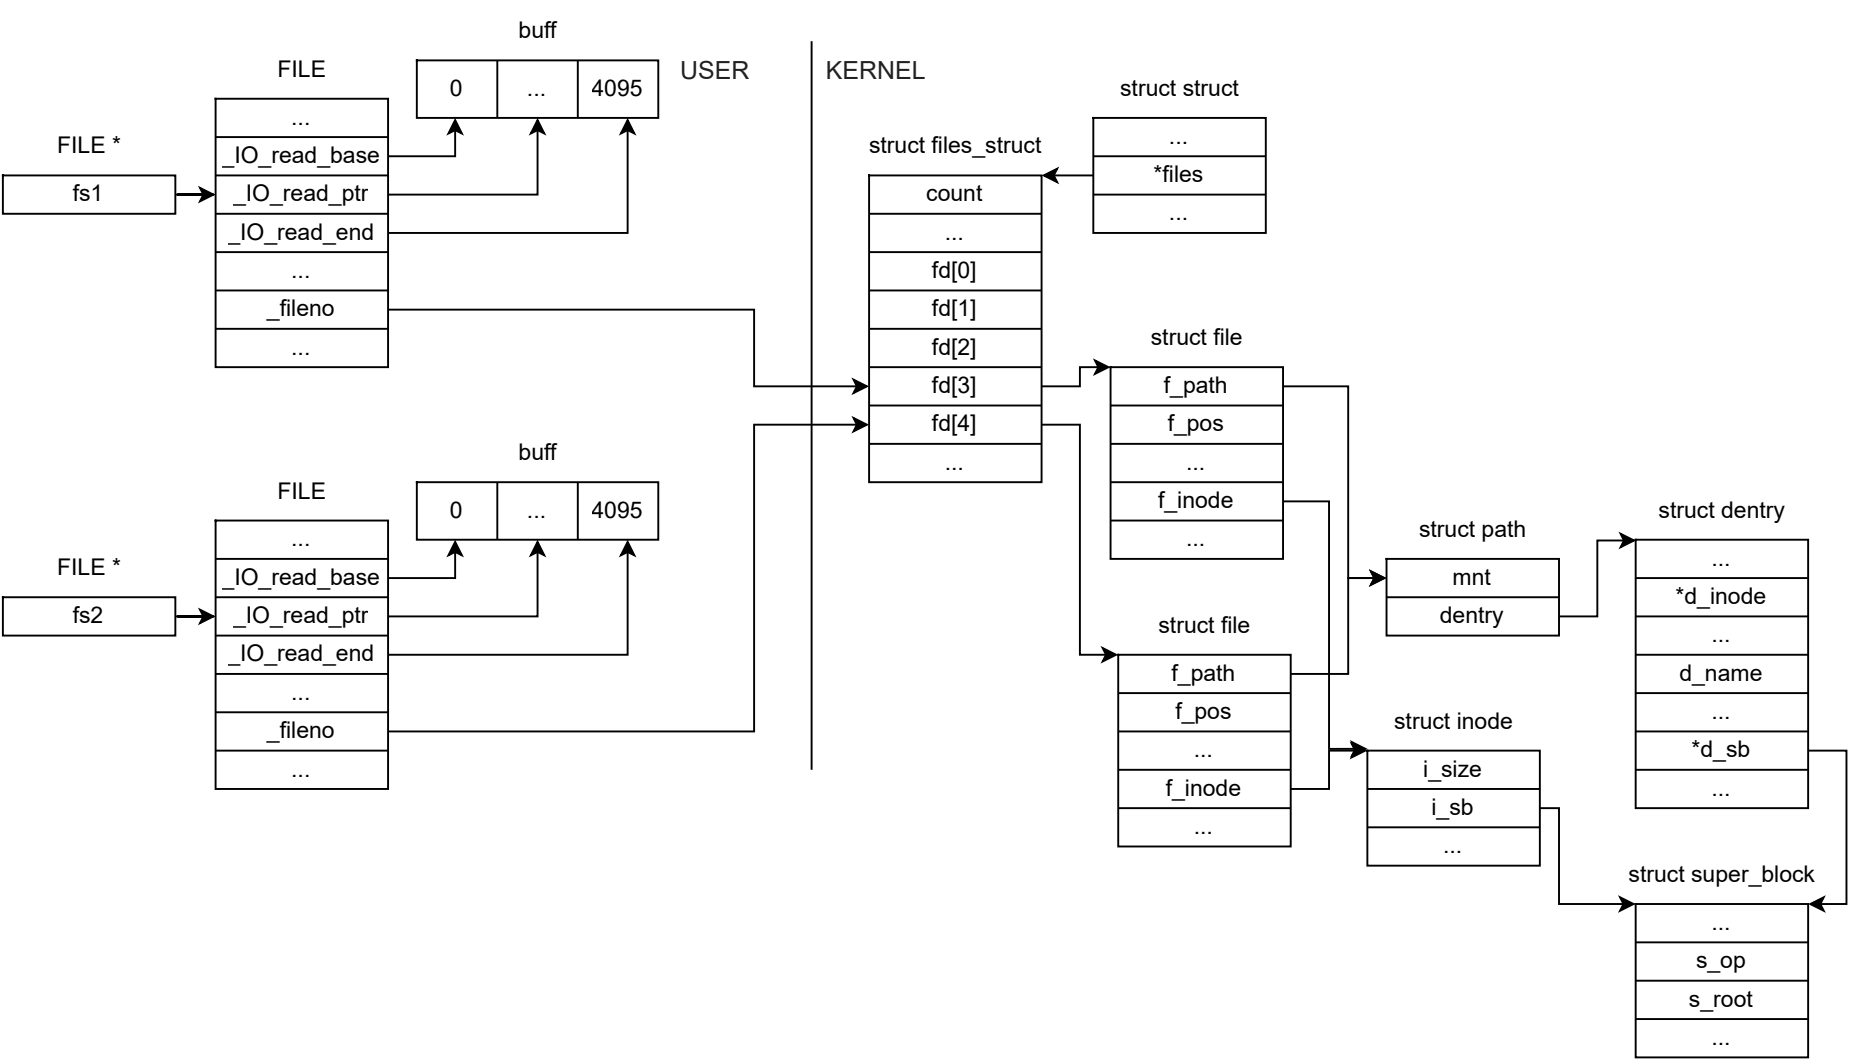 buff
0
...
4095
USER
KERNEL
FILE
...
_IO_read_base
_IO_read_ptr
_IO_read_end
...
_fileno
...
FILE *
fs1
buff
0
...
4095
FILE
...
_IO_read_base
_IO_read_ptr
_IO_read_end
...
_fileno
...
FILE *
fs2
struct struct
...
*files
...
struct files_struct
count
...
fd[0]
fd[1]
fd[2]
fd[3]
fd[4]
...
struct file
f_path
f_pos
...
f_inode
...
struct file
f_path
f_pos
...
f_inode
...
struct path
mnt
dentry
struct inode
i_size
i_sb
...
struct dentry
...
*d_inode
...
d_name
...
*d_sb
...
struct super_block
...
s_op
s_root
...